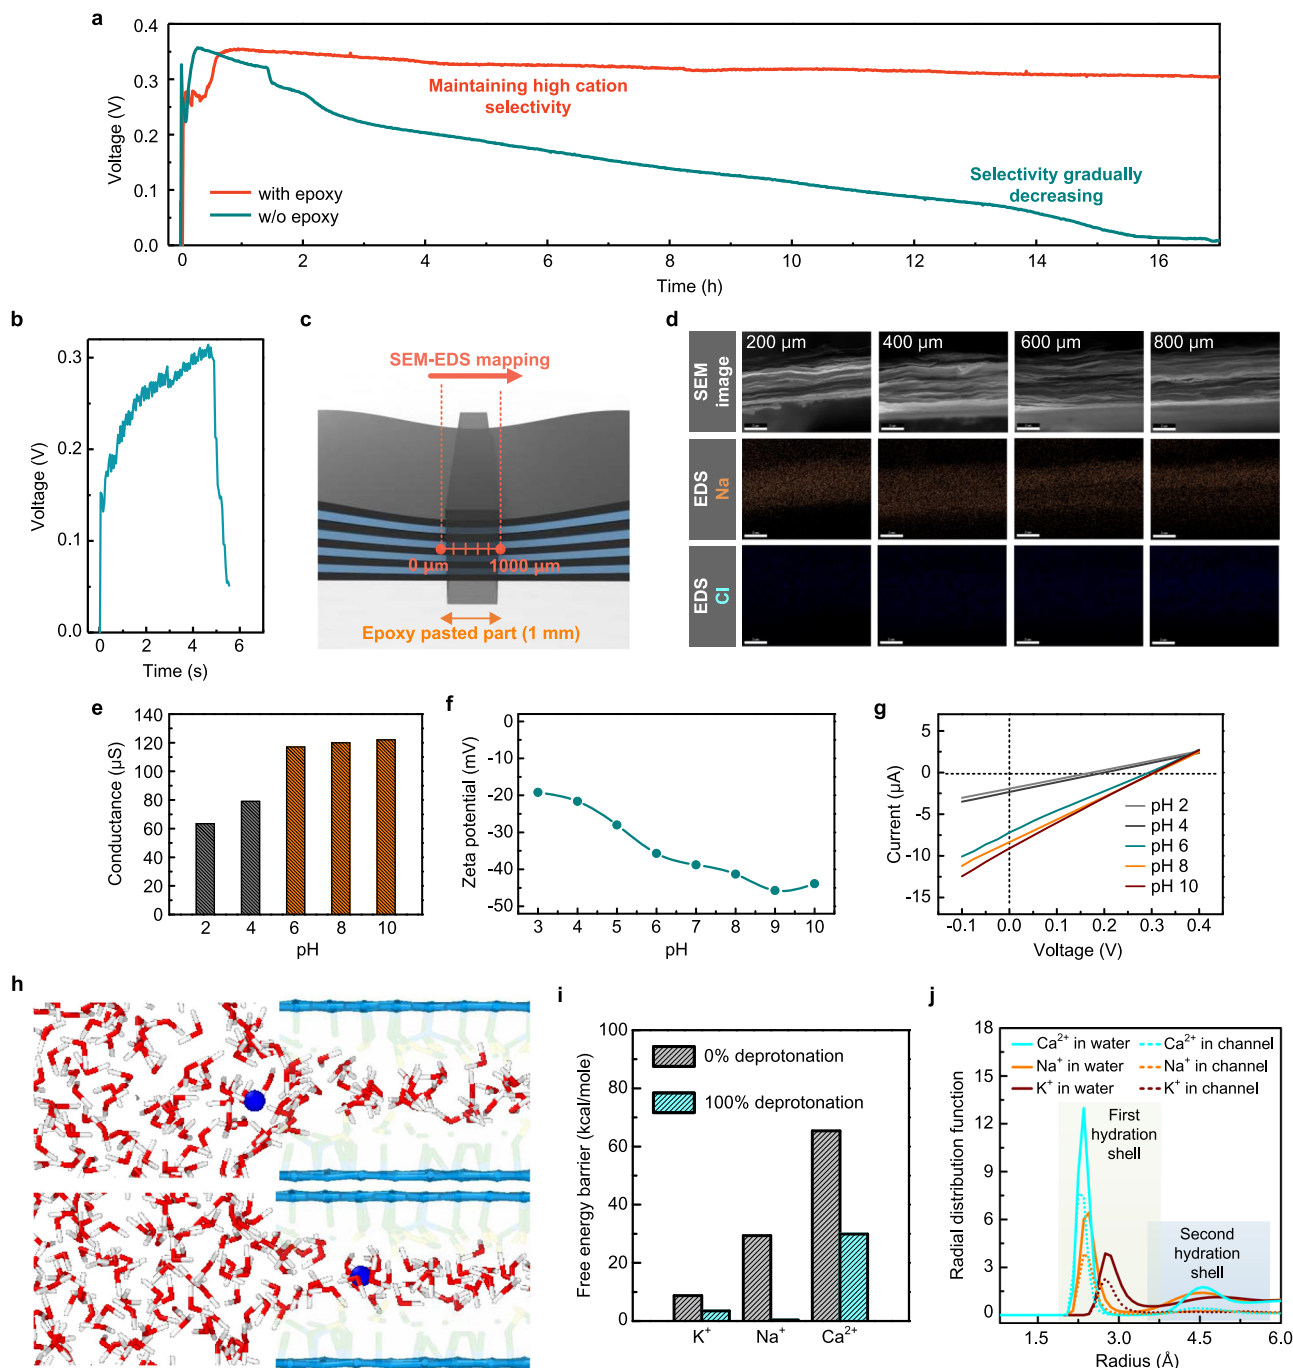 a
0.4
0.3
0.2
0.1
0.0
Voltage (V)
Maintaining high cation
selectivity
Selectivity gradually
decreasing
with epoxy
w/o epoxy
0 2 4 6 8 10 12 14 16
Time (h)
b
0.3
0.2
0.1
0.0
Voltage (V)
0 2 4 6
Time (s)
c
SEM-EDS mapping
0 µm 1000 µm
Epoxy pasted part (1 mm)
d
SEM
image
200 µm 400 µm 600 µm 800 µm
EDS
Na
EDS
Cl
e
140
120
100
80
60
40
20
0
Conductance (µS)
2 4 6 8 10
pH
f
0
-10
-20
-30
-40
-50
Zeta potential (mV)
3 4 5 6 7 8 9 10
pH
g
5
0
-5
-10
-15
Current (µA)
pH 2
pH 4
pH 6
pH 8
pH 10
-0.1 0.0 0.1 0.2 0.3 0.4
Voltage (V)
h
i
100
80
60
40
20
0
Free energy barrier (kcal/mole)
0% deprotonation
100% deprotonation
K⁺ Na⁺ Ca²⁺
j
18
15
12
9
6
3
0
Radial distribution function
Ca²⁺ in water Ca²⁺ in channel
Na⁺ in water Na⁺ in channel
K⁺ in water K⁺ in channel
First
hydration
shell
Second
hydration
shell
1.5 3.0 4.5 6.0
Radius (Å)